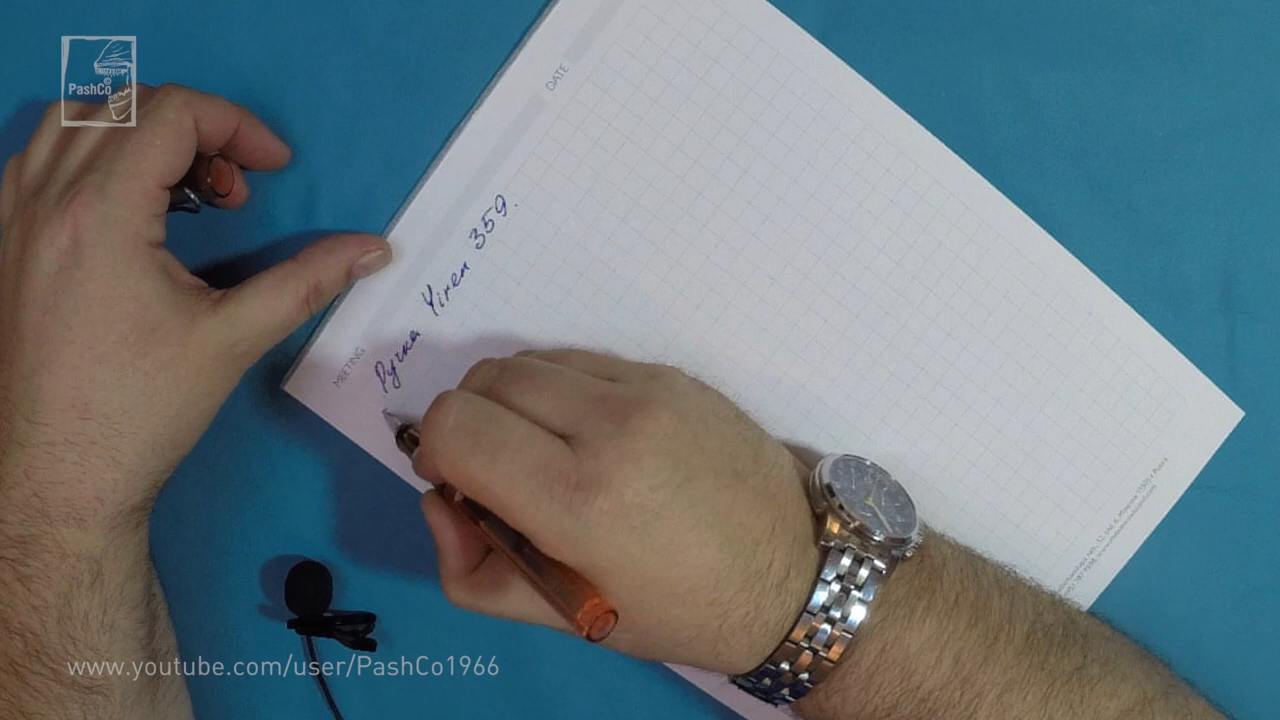 PashCo
DATE
MEETING
Ручка Yiren 359.
www.youtube.com/user/PashCo1966